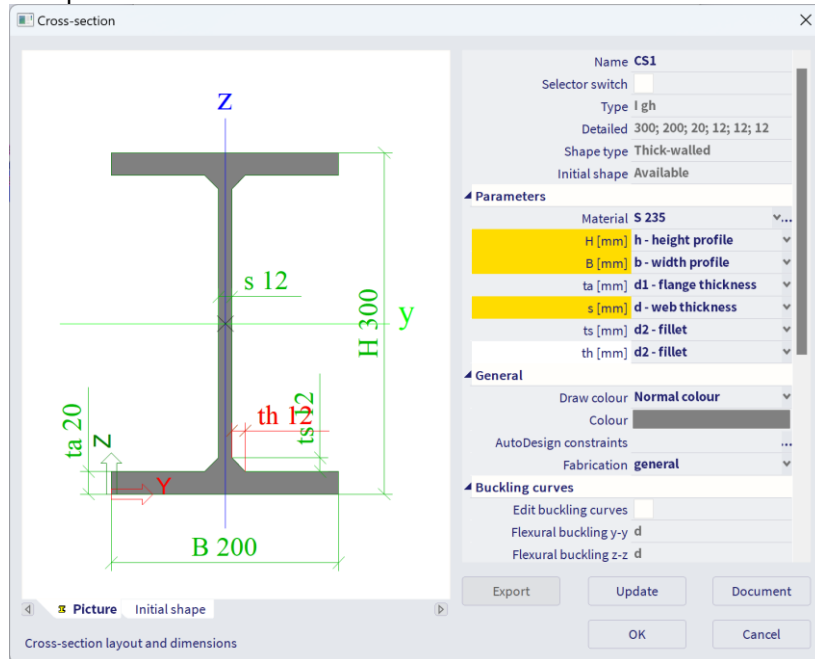 Cross-section
Name CS1
Selector switch
Type I gh
Detailed 300; 200; 20; 12; 12; 12
Shape type Thick-walled
Initial shape Available
Parameters
Material S 235
H [mm] h - height profile
B [mm] b - width profile
ta [mm] d1 - flange thickness
s [mm] d - web thickness
ts [mm] d2 - fillet
th [mm] d2 - fillet
General
Draw colour Normal colour
Colour
AutoDesign constraints ...
Fabrication general
Buckling curves
Edit buckling curves
Flexural buckling y-y d
Flexural buckling z-z d
z
s 12
y
H 300
th 12
ts 12
ta 20
Z
Y
B 200
Picture Initial shape
Export Update Document
Cross-section layout and dimensions
OK Cancel